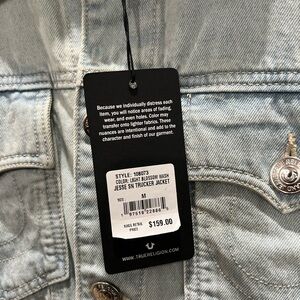 Because we individually distress each
item, you will notice areas of fading,
wear, and even holes. Color may
transfer onto lighter fabrics. These
nuances are intentional and add to the
character and finish of our garment.
STYLE: 106073
COLOR: LIGHT BLOSSOM WASH
JESSE SN TRUCKER JACKET
M
$159.00
WWW.TRUERELIGION.COM